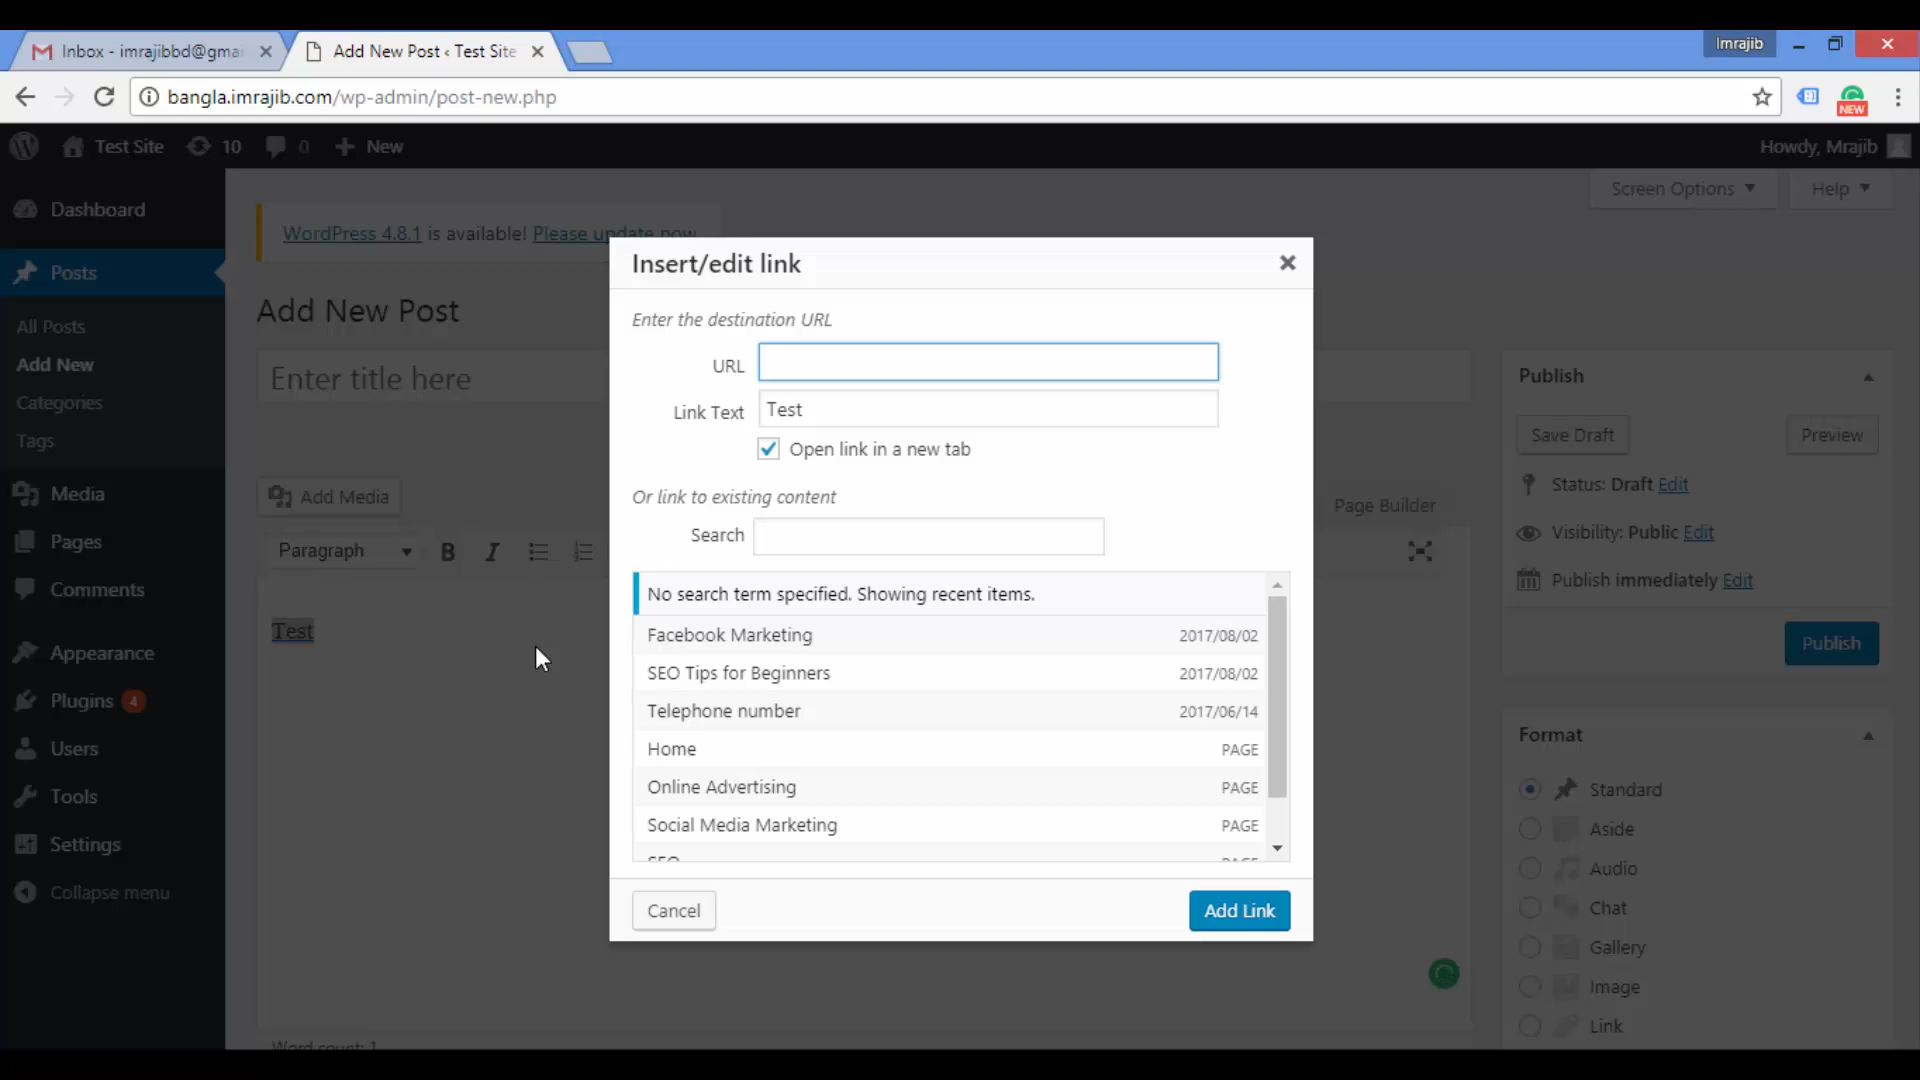 Inbox - imrajibbd@gmai
Add New Post ‹ Test Site
Imrajib
bangla.imrajib.com/wp-admin/post-new.php
NEW
Test Site
10
0
New
Howdy, Mrajib
Screen Options
Help
Dashboard
Posts
All Posts
Add New
Categories
Tags
Media
Pages
Comments
Appearance
Plugins 4
Users
Tools
Settings
Collapse menu
WordPress 4.8.1 is available! Please update now.
Add New Post
Enter title here
Add Media
Page Builder
Paragraph
B I
Test
Word count: 1
Insert/edit link
Enter the destination URL
URL
Link Text Test
Open link in a new tab
Or link to existing content
Search
No search term specified. Showing recent items.
Facebook Marketing 2017/08/02
SEO Tips for Beginners 2017/08/02
Telephone number 2017/06/14
Home PAGE
Online Advertising PAGE
Social Media Marketing PAGE
SEO PAGE
Cancel
Add Link
Publish
Save Draft
Preview
Status: Draft Edit
Visibility: Public Edit
Publish immediately Edit
Publish
Format
Standard
Aside
Audio
Chat
Gallery
Image
Link